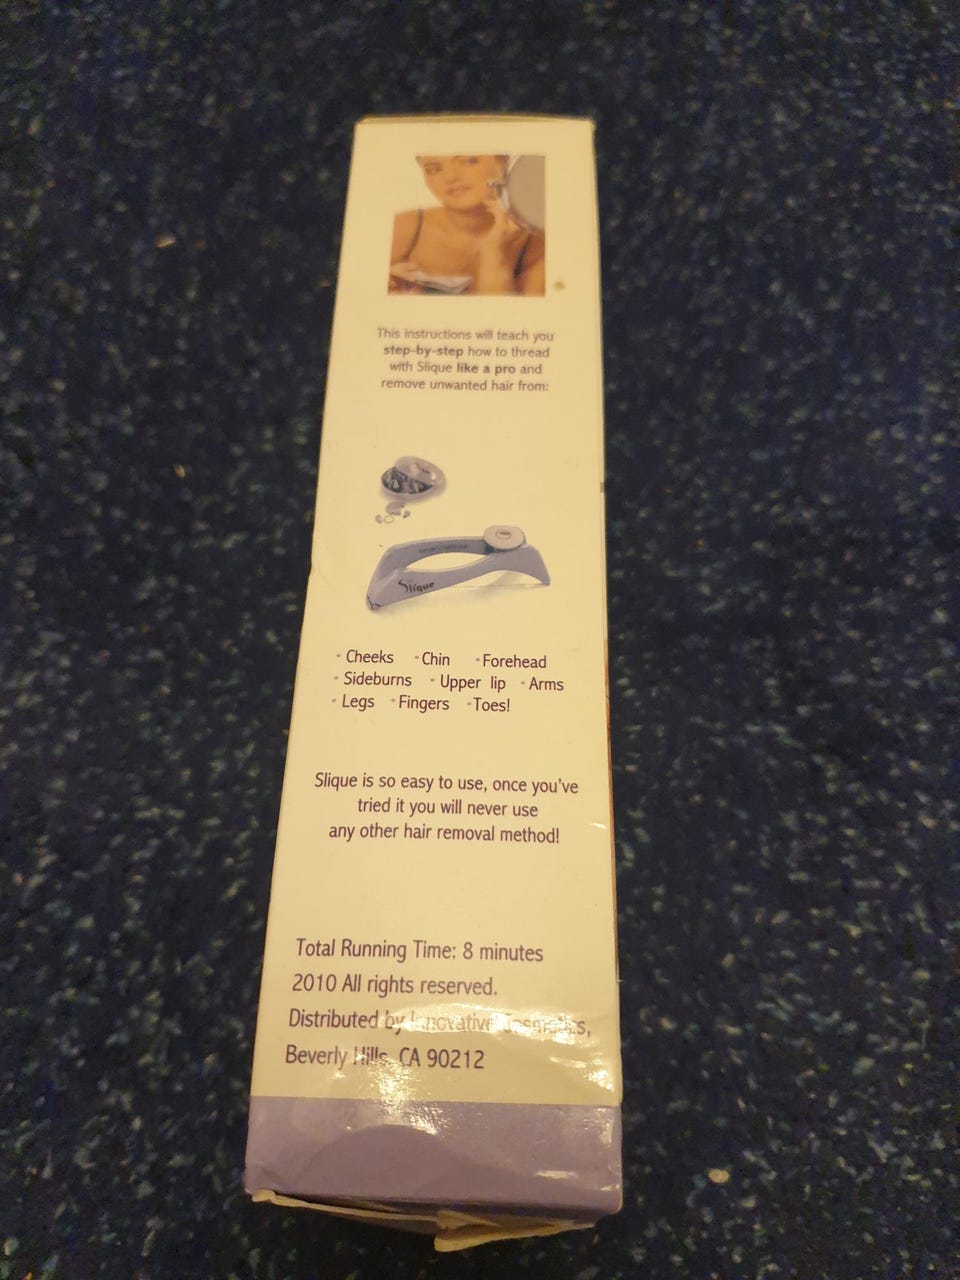 This instructions will teach you
step-by-step how to thread
with Slique like a pro and
remove unwanted hair from:
Slique
• Cheeks • Chin • Forehead
• Sideburns • Upper lip • Arms
• Legs • Fingers • Toes!
Slique is so easy to use, once you've
tried it you will never use
any other hair removal method!
Total Running Time: 8 minutes
2010 All rights reserved.
Distributed by Innovative Cosmetics,
Beverly Hills, CA 90212